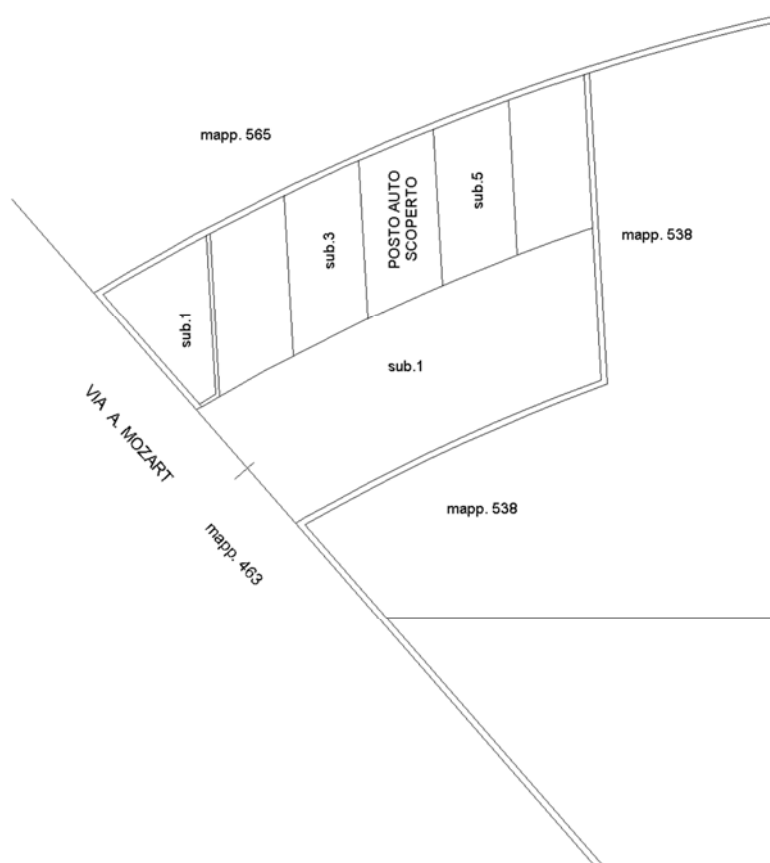 mapp. 565
sub.3
POSTO AUTO
SCOPERTO
sub.5
mapp. 538
sub.1
sub.1
VIA A. MOZART
mapp. 538
mapp. 463